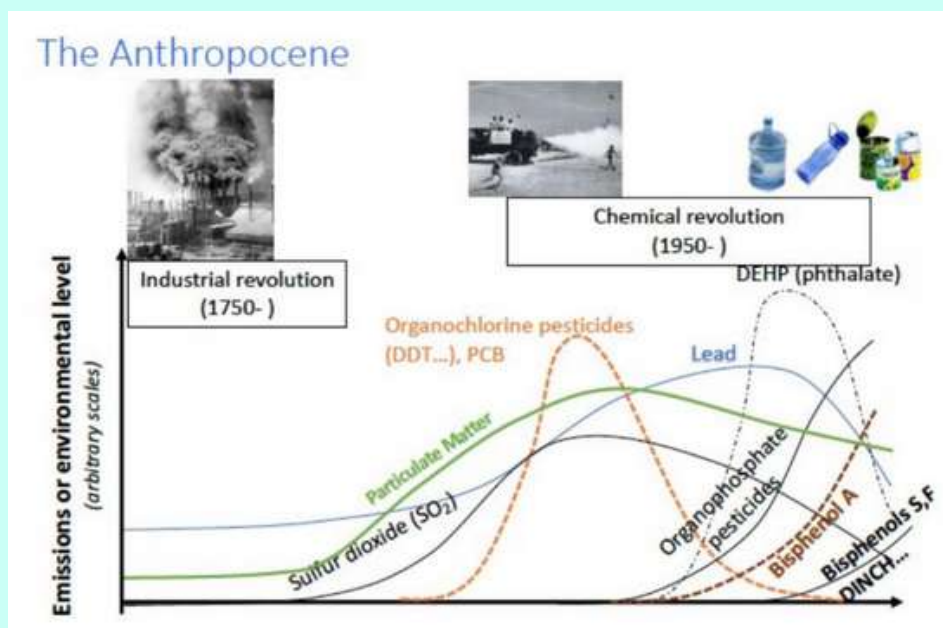 The Anthropocene
Industrial revolution
(1750- )
Chemical revolution
(1950- )
DEHP (phthalate)
Organochlorine pesticides
(DDT...), PCB
Lead
Particulate Matter
Sulfur dioxide (SO₂)
Organophosphate
pesticides
Bisphenol A
Bisphenols S,F
DINCH...
Emissions or environmental level
(arbitrary scales)